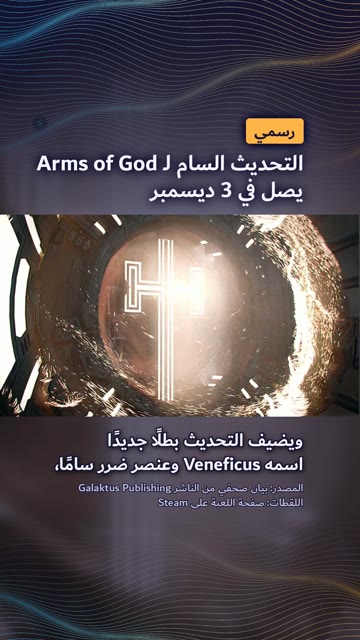 رسمي
التحديث السام لـ Arms of God
يصل في 3 ديسمبر
ويضيف التحديث بطلًا جديدًا
اسمه Veneficus وعنصر ضرر سامًا،
المصدر: بيان صحفي من الناشر Galaktus Publishing
اللقطات: صفحة اللعبة على Steam